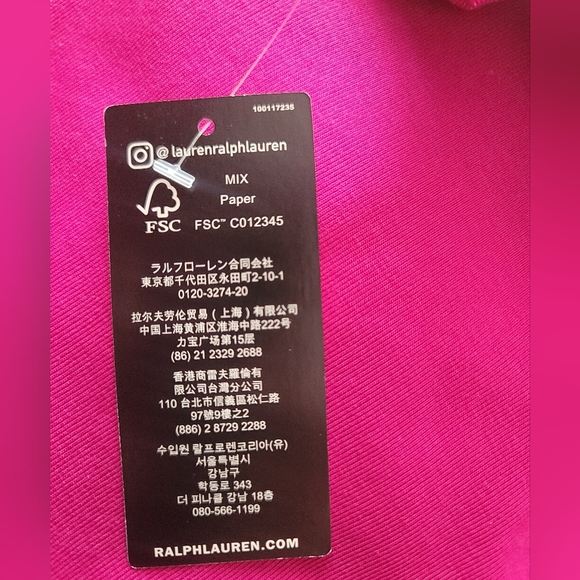 100117235
@laurenralphlauren
MIX
Paper
FSC
FSC™ C012345
ラルフローレン合同会社
東京都千代田区永田町2-10-1
0120-3274-20
拉尔夫劳伦贸易(上海)有限公司
中国上海黄浦区淮海中路222号
力宝广场第15层
(86) 21 2329 2688
香港商雷夫羅倫有
限公司台灣分公司
110 台北市信義區松仁路
97號9樓之2
(886) 2 8729 2288
수입원 랄프로렌코리아(유)
서울특별시
강남구
학동로 343
더 피나클 강남 18층
080-566-1199
RALPHLAUREN.COM